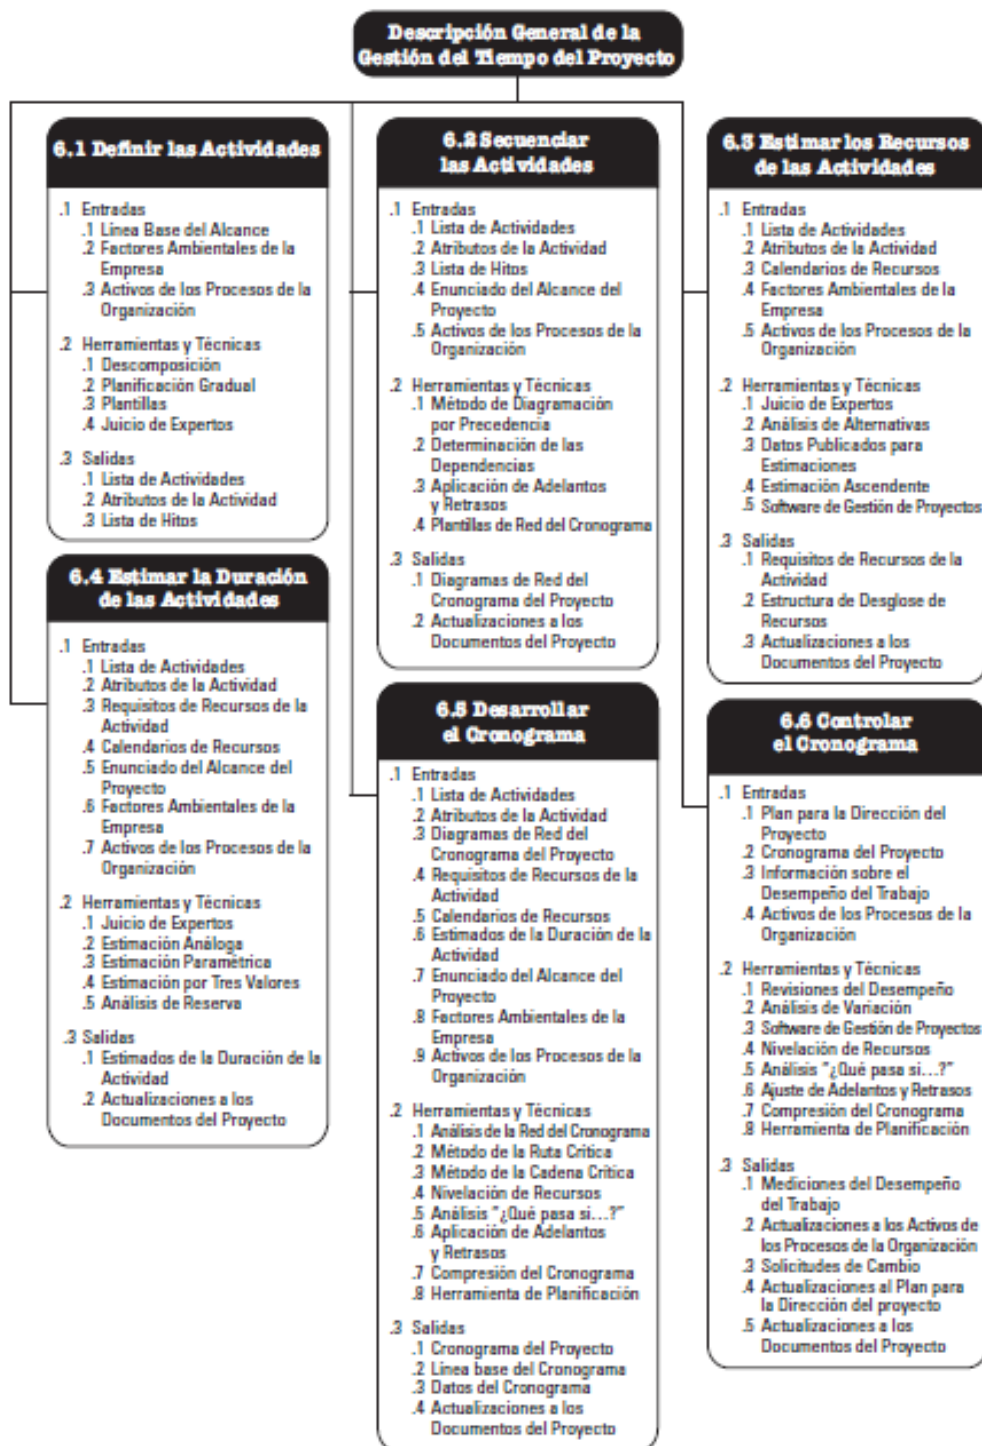 Descripción General de la
Gestión del Tiempo del Proyecto
6.1 Definir las Actividades
.1 Entradas
.1 Línea Base del Alcance
.2 Factores Ambientales de la
Empresa
.3 Activos de los Procesos de la
Organización
.2 Herramientas y Técnicas
.1 Descomposición
.2 Planificación Gradual
.3 Plantillas
.4 Juicio de Expertos
.3 Salidas
.1 Lista de Actividades
.2 Atributos de la Actividad
.3 Lista de Hitos
6.2 Secuenciar
las Actividades
.1 Entradas
.1 Lista de Actividades
.2 Atributos de la Actividad
.3 Lista de Hitos
.4 Enunciado del Alcance del
Proyecto
.5 Activos de los Procesos de la
Organización
.2 Herramientas y Técnicas
.1 Método de Diagramación
por Precedencia
.2 Determinación de las
Dependencias
.3 Aplicación de Adelantos
y Retrasos
.4 Plantillas de Red del Cronograma
.3 Salidas
.1 Diagramas de Red del
Cronograma del Proyecto
.2 Actualizaciones a los
Documentos del Proyecto
6.3 Estimar los Recursos
de las Actividades
.1 Entradas
.1 Lista de Actividades
.2 Atributos de la Actividad
.3 Calendarios de Recursos
.4 Factores Ambientales de la
Empresa
.5 Activos de los Procesos de la
Organización
.2 Herramientas y Técnicas
.1 Juicio de Expertos
.2 Análisis de Alternativas
.3 Datos Publicados para
Estimaciones
.4 Estimación Ascendente
.5 Software de Gestión de Proyectos
.3 Salidas
.1 Requisitos de Recursos de la
Actividad
.2 Estructura de Desglose de
Recursos
.3 Actualizaciones a los
Documentos del Proyecto
6.4 Estimar la Duración
de las Actividades
.1 Entradas
.1 Lista de Actividades
.2 Atributos de la Actividad
.3 Requisitos de Recursos de la
Actividad
.4 Calendarios de Recursos
.5 Enunciado del Alcance del
Proyecto
.6 Factores Ambientales de la
Empresa
.7 Activos de los Procesos de la
Organización
.2 Herramientas y Técnicas
.1 Juicio de Expertos
.2 Estimación Análoga
.3 Estimación Paramétrica
.4 Estimación por Tres Valores
.5 Análisis de Reserva
.3 Salidas
.1 Estimados de la Duración de la
Actividad
.2 Actualizaciones a los
Documentos del Proyecto
6.5 Desarrollar
el Cronograma
.1 Entradas
.1 Lista de Actividades
.2 Atributos de la Actividad
.3 Diagramas de Red del
Cronograma del Proyecto
.4 Requisitos de Recursos de la
Actividad
.5 Calendarios de Recursos
.6 Estimados de la Duración de la
Actividad
.7 Enunciado del Alcance del
Proyecto
.8 Factores Ambientales de la
Empresa
.9 Activos de los Procesos de la
Organización
.2 Herramientas y Técnicas
.1 Análisis de la Red del Cronograma
.2 Método de la Ruta Crítica
.3 Método de la Cadena Crítica
.4 Nivelación de Recursos
.5 Análisis "¿Qué pasa si...?"
.6 Aplicación de Adelantos
y Retrasos
.7 Compresión del Cronograma
.8 Herramienta de Planificación
.3 Salidas
.1 Cronograma del Proyecto
.2 Línea base del Cronograma
.3 Datos del Cronograma
.4 Actualizaciones a los
Documentos del Proyecto
6.6 Controlar
el Cronograma
.1 Entradas
.1 Plan para la Dirección del
Proyecto
.2 Cronograma del Proyecto
.3 Información sobre el
Desempeño del Trabajo
.4 Activos de los Procesos de la
Organización
.2 Herramientas y Técnicas
.1 Revisiones del Desempeño
.2 Análisis de Variación
.3 Software de Gestión de Proyectos
.4 Nivelación de Recursos
.5 Análisis "¿Qué pasa si...?"
.6 Ajuste de Adelantos y Retrasos
.7 Compresión del Cronograma
.8 Herramienta de Planificación
.3 Salidas
.1 Mediciones del Desempeño
del Trabajo
.2 Actualizaciones a los Activos de
los Procesos de la Organización
.3 Solicitudes de Cambio
.4 Actualizaciones al Plan para
la Dirección del proyecto
.5 Actualizaciones a los
Documentos del Proyecto